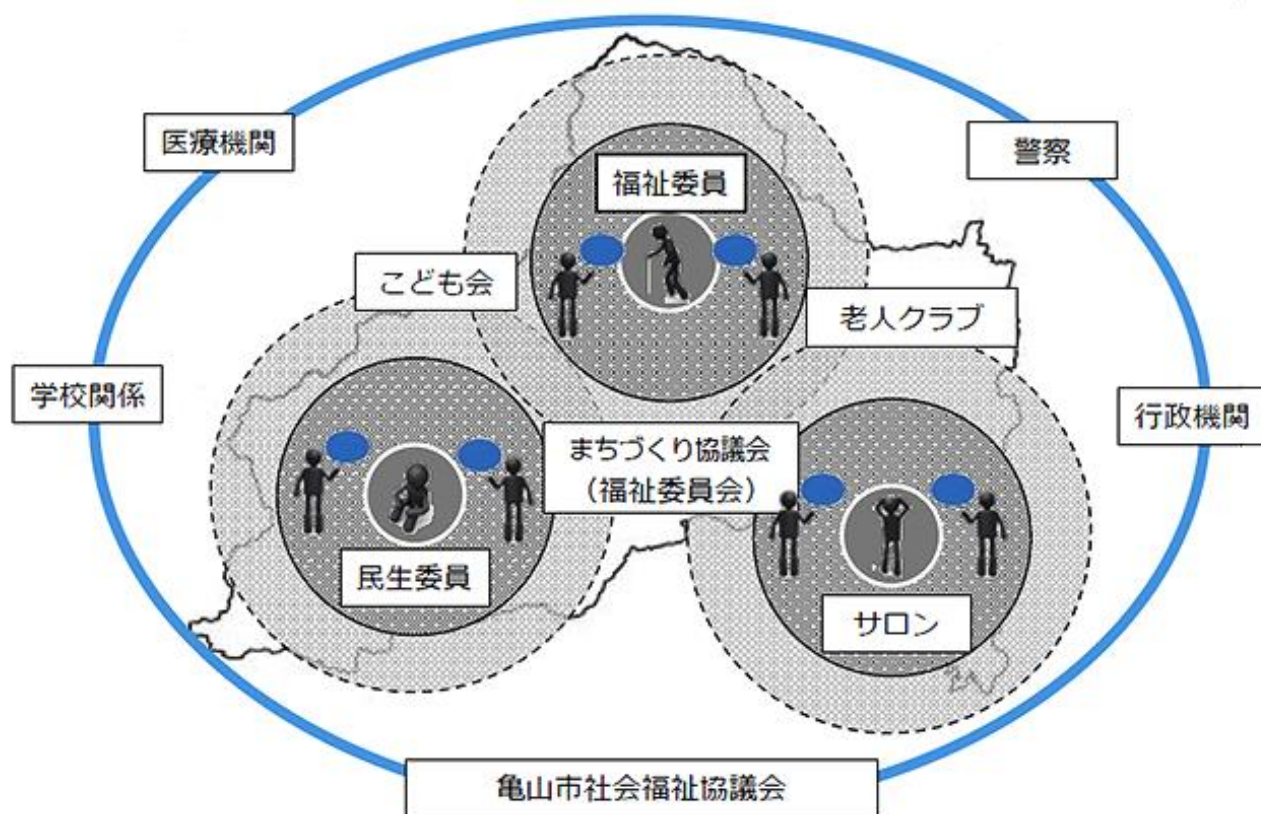 医療機関
警察
福祉委員
こども会
老人クラブ
学校関係
行政機関
まちづくり協議会
（福祉委員会）
民生委員
サロン
亀山市社会福祉協議会